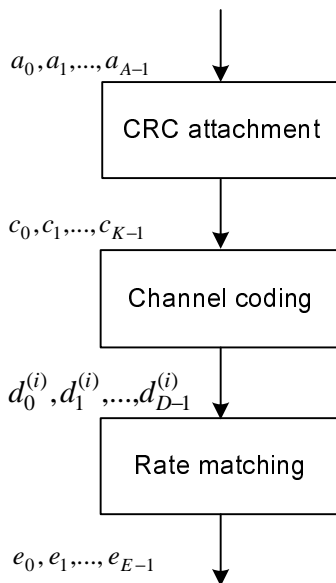 a_0, a_1, ..., a_{A-1}
CRC attachment
c_0, c_1, ..., c_{K-1}
Channel coding
d_0^{(i)}, d_1^{(i)}, ..., d_{D-1}^{(i)}
Rate matching
e_0, e_1, ..., e_{E-1}